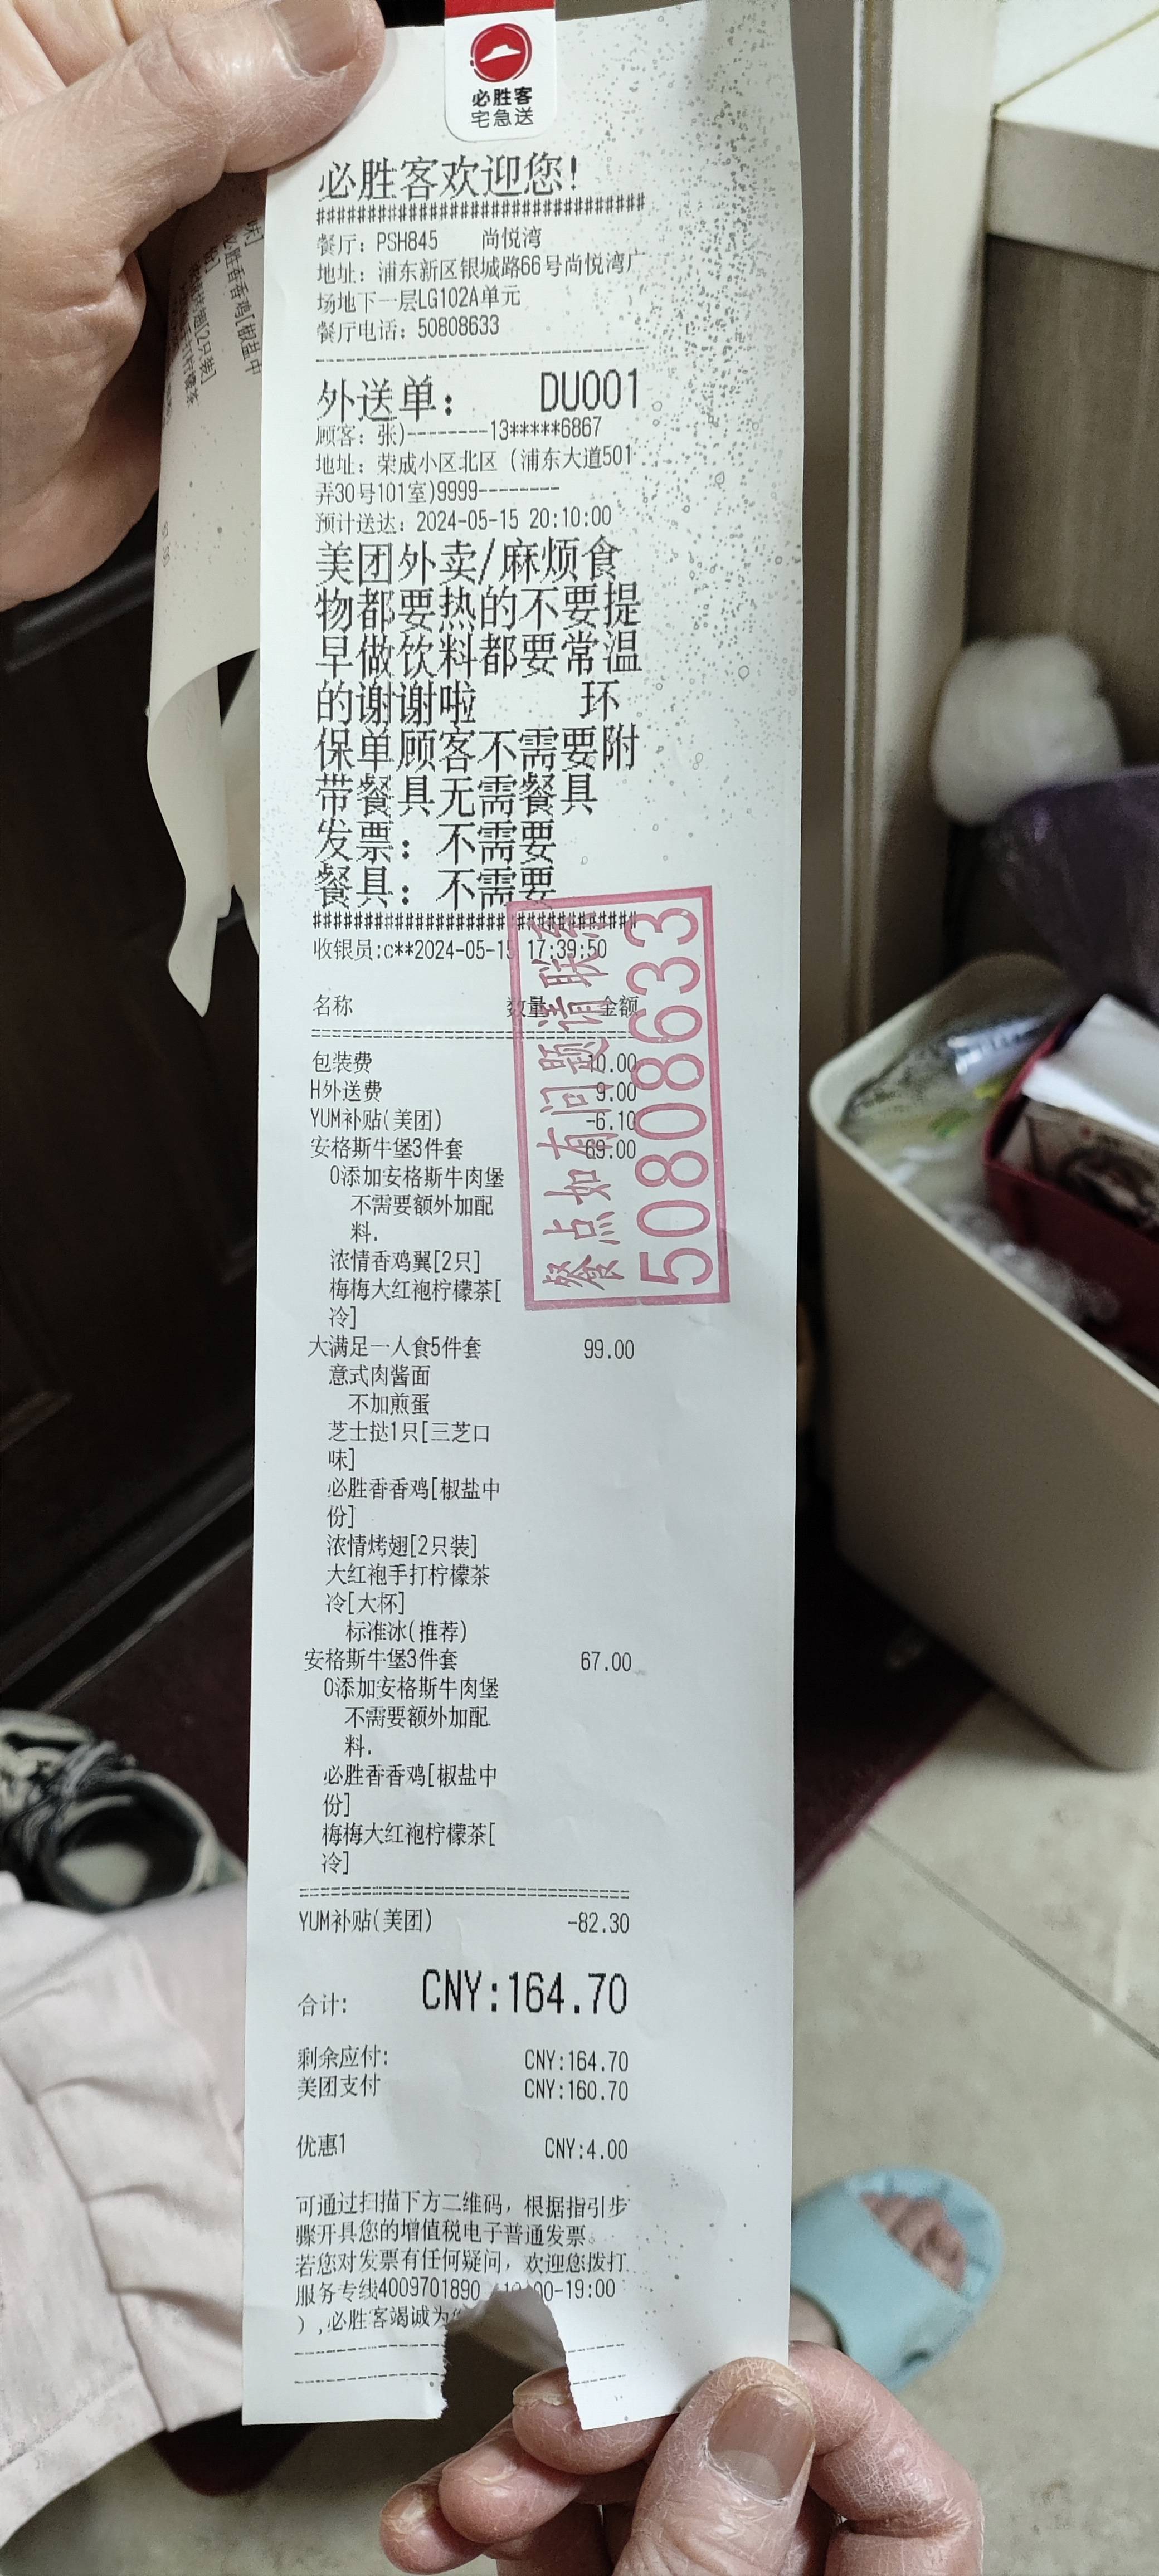 必胜客
宅急送
必胜客欢迎您!
################################
餐厅: PSH845 尚悦湾
地址: 浦东新区银城路66号尚悦湾广
场地下一层LG102A单元
餐厅电话: 50808633
外送单: DU001
顾客: 张)--------13*****6867
地址: 荣成小区北区 (浦东大道501
弄30号101室)9999--------
预计送达: 2024-05-15 20:10:00
美团外卖/麻烦食
物都要热的不要提
早做饮料都要常温
的谢谢啦 环
保单顾客不需要附
带餐具无需餐具
发票: 不需要
餐具: 不需要
################################
收银员:c**2024-05-15 17:39:50
名称 数量 金额
包装费 10.00
H外送费 9.00
YUM补贴(美团) -6.10
安格斯牛堡3件套 69.00
0添加安格斯牛肉堡
不需要额外加配
料.
浓情香鸡翼[2只]
梅梅大红袍柠檬茶[
冷]
餐点如有问题请联系
50808633
大满足一人食5件套 99.00
意式肉酱面
不加煎蛋
芝士挞1只[三芝口
味]
必胜香香鸡[椒盐中
份]
浓情烤翅[2只装]
大红袍手打柠檬茶
冷[大杯]
标准冰(推荐)
安格斯牛堡3件套 67.00
0添加安格斯牛肉堡
不需要额外加配
料.
必胜香香鸡[椒盐中
份]
梅梅大红袍柠檬茶[
冷]
YUM补贴(美团) -82.30
合计: CNY:164.70
剩余应付: CNY:164.70
美团支付 CNY:160.70
优惠1 CNY:4.00
可通过扫描下方二维码, 根据指引步
骤开具您的增值税电子普通发票。
若您对发票有任何疑问, 欢迎您拨打
服务专线4009701890 00-19:00
),必胜客竭诚为